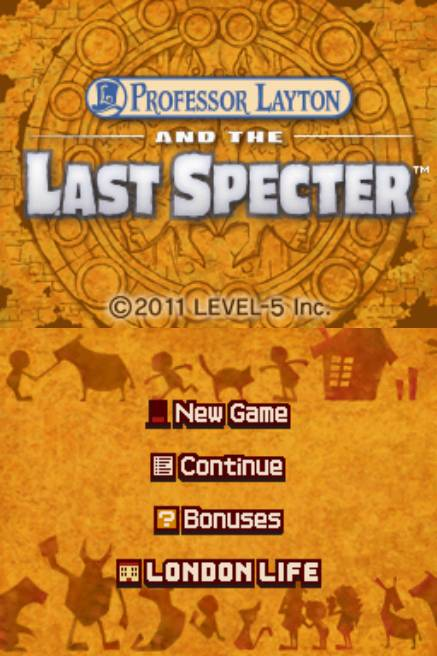 PROFESSOR LAYTON
AND THE
LAST SPECTER™
©2011 LEVEL-5 Inc.
New Game
Continue
? Bonuses
LONDON LIFE